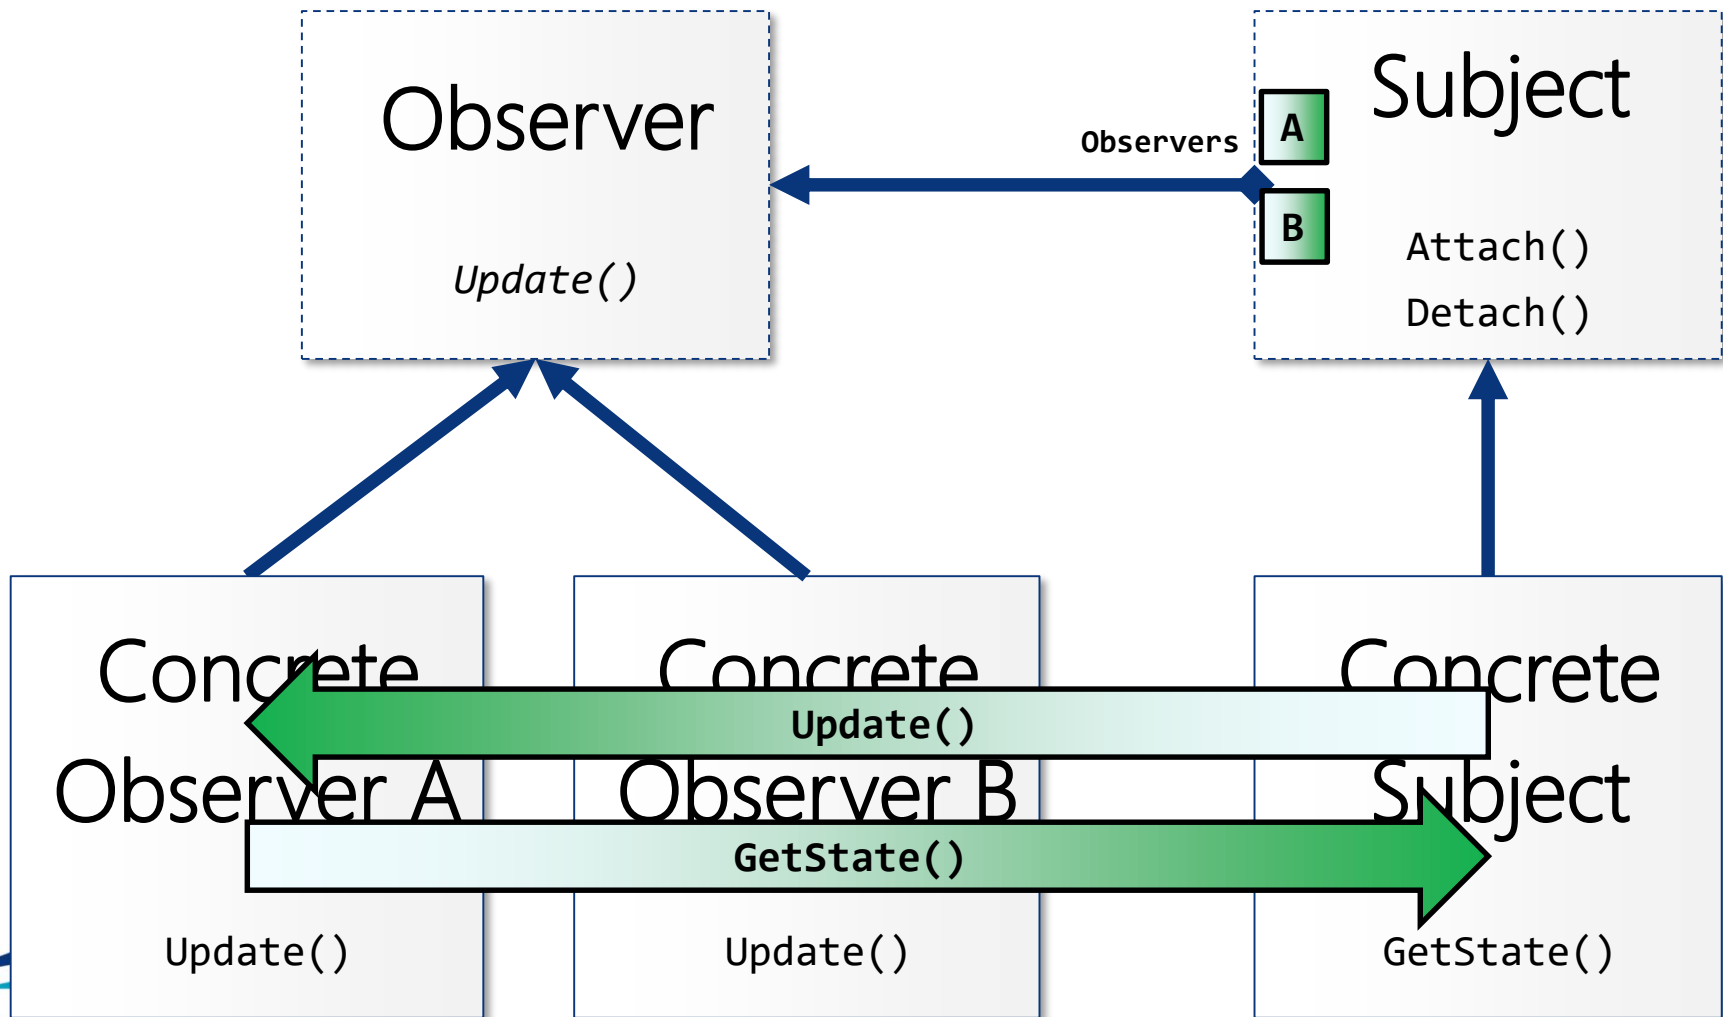 Observer
Update()
Observers
A
B
Subject
Attach()
Detach()
Concrete
Observer A
Update()
Concrete
Observer B
Update()
Concrete
Subject
GetState()
Update()
GetState()